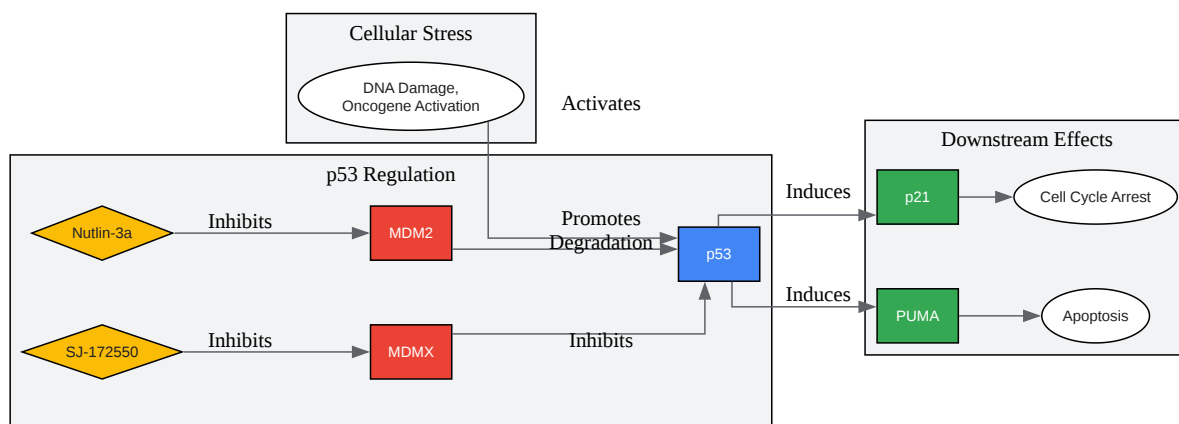 Cellular Stress
DNA Damage,
Oncogene Activation
Activates
Downstream Effects
p53 Regulation
Nutlin-3a
Inhibits
MDM2
Promotes
Degradation
p53
Induces
p21
Cell Cycle Arrest
SJ-172550
Inhibits
MDMX
Inhibits
Induces
PUMA
Apoptosis